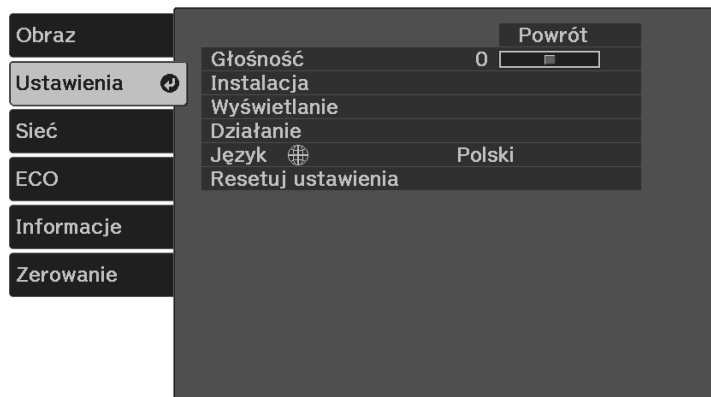 Obraz
Ustawienia
Sieć
ECO
Informacje
Zerowanie
Powrót
Głośność 0
Instalacja
Wyświetlanie
Działanie
Język Polski
Resetuj ustawienia